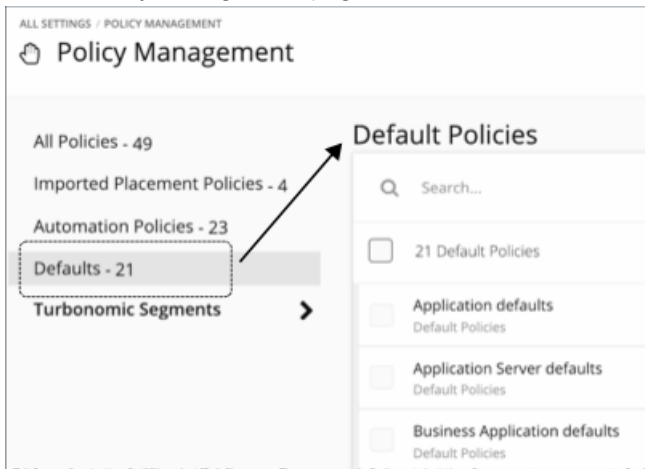 ALL SETTINGS / POLICY MANAGEMENT
Policy Management
All Policies - 49
Imported Placement Policies - 4
Automation Policies - 23
Defaults - 21
Turbonomic Segments
Default Policies
Search...
21 Default Policies
Application defaults
Default Policies
Application Server defaults
Default Policies
Business Application defaults
Default Policies